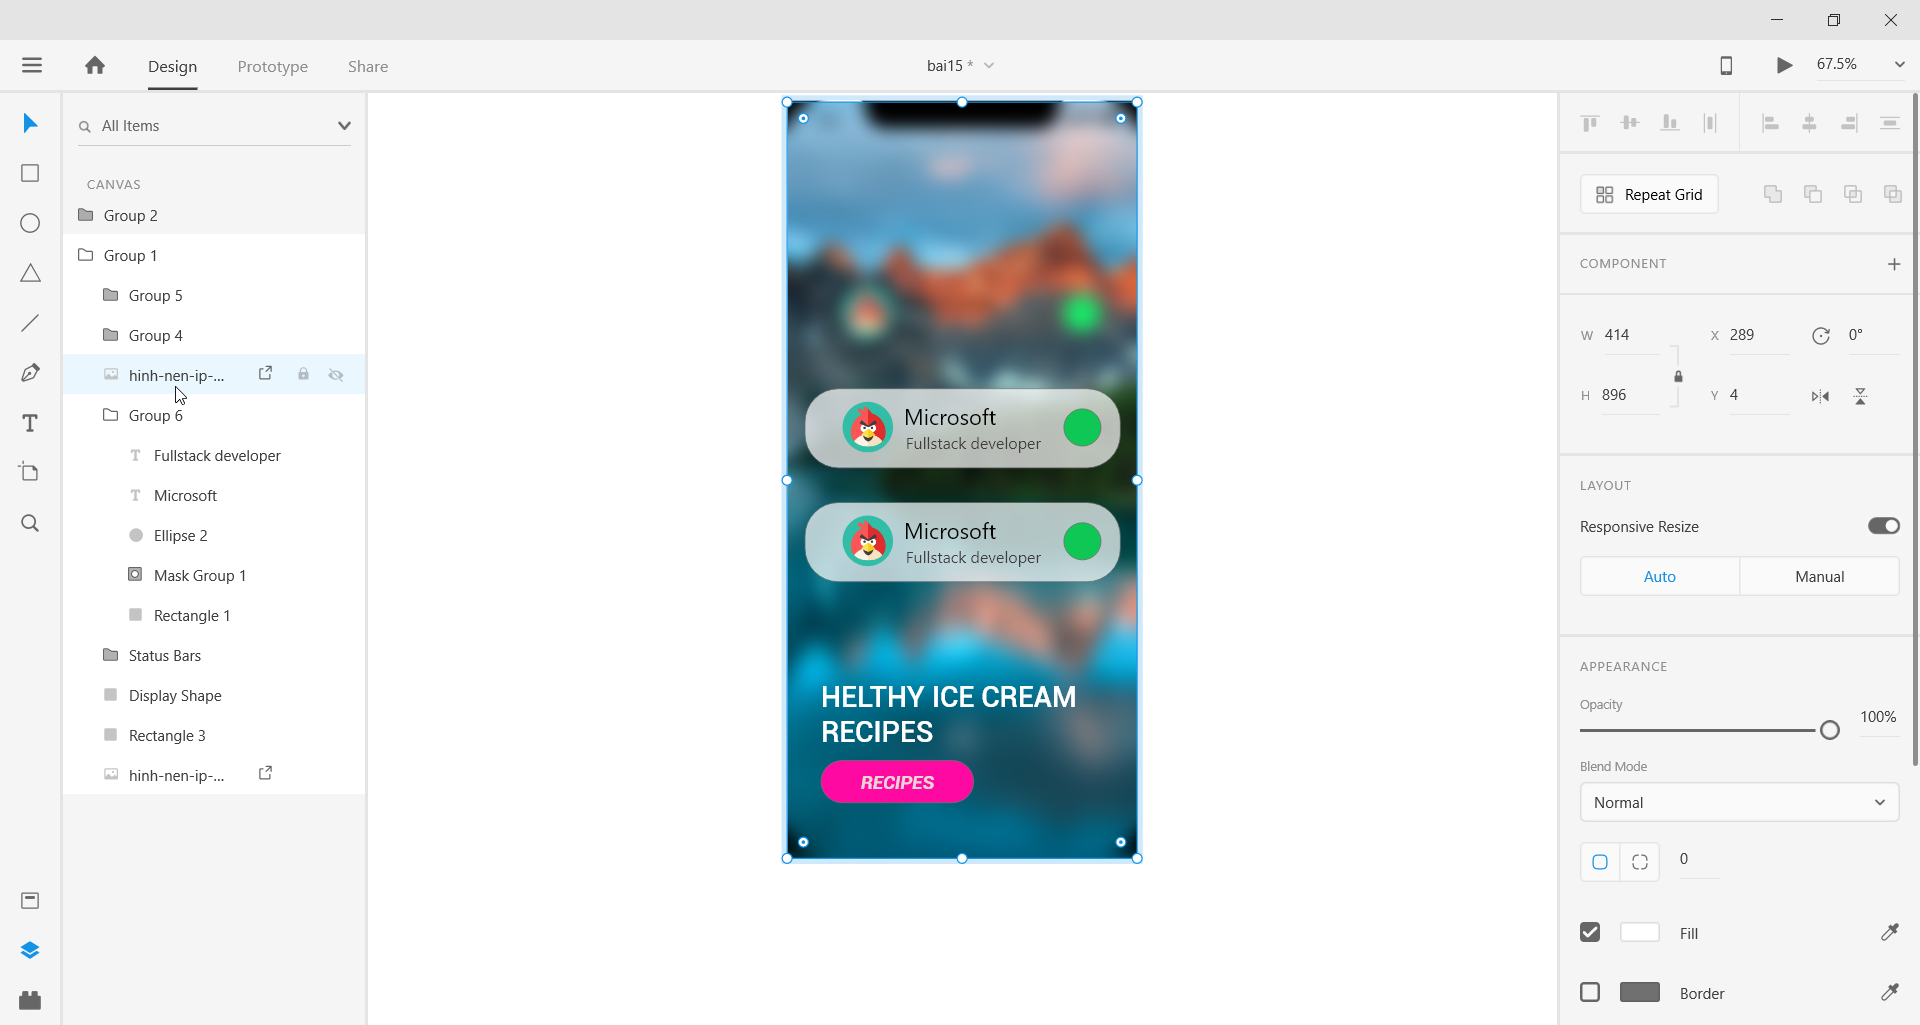 Design
Prototype
Share
bai15 *
67.5%
All Items
CANVAS
Group 2
Group 1
Group 5
Group 4
hinh-nen-ip-...
Group 6
T Fullstack developer
T Microsoft
Ellipse 2
Mask Group 1
Rectangle 1
Status Bars
Display Shape
Rectangle 3
hinh-nen-ip-...
T
Microsoft
Fullstack developer
Microsoft
Fullstack developer
HELTHY ICE CREAM
RECIPES
RECIPES
Repeat Grid
COMPONENT
W 414
X 289
0°
H 896
Y 4
LAYOUT
Responsive Resize
Auto
Manual
APPEARANCE
Opacity
100%
Blend Mode
Normal
0
Fill
Border